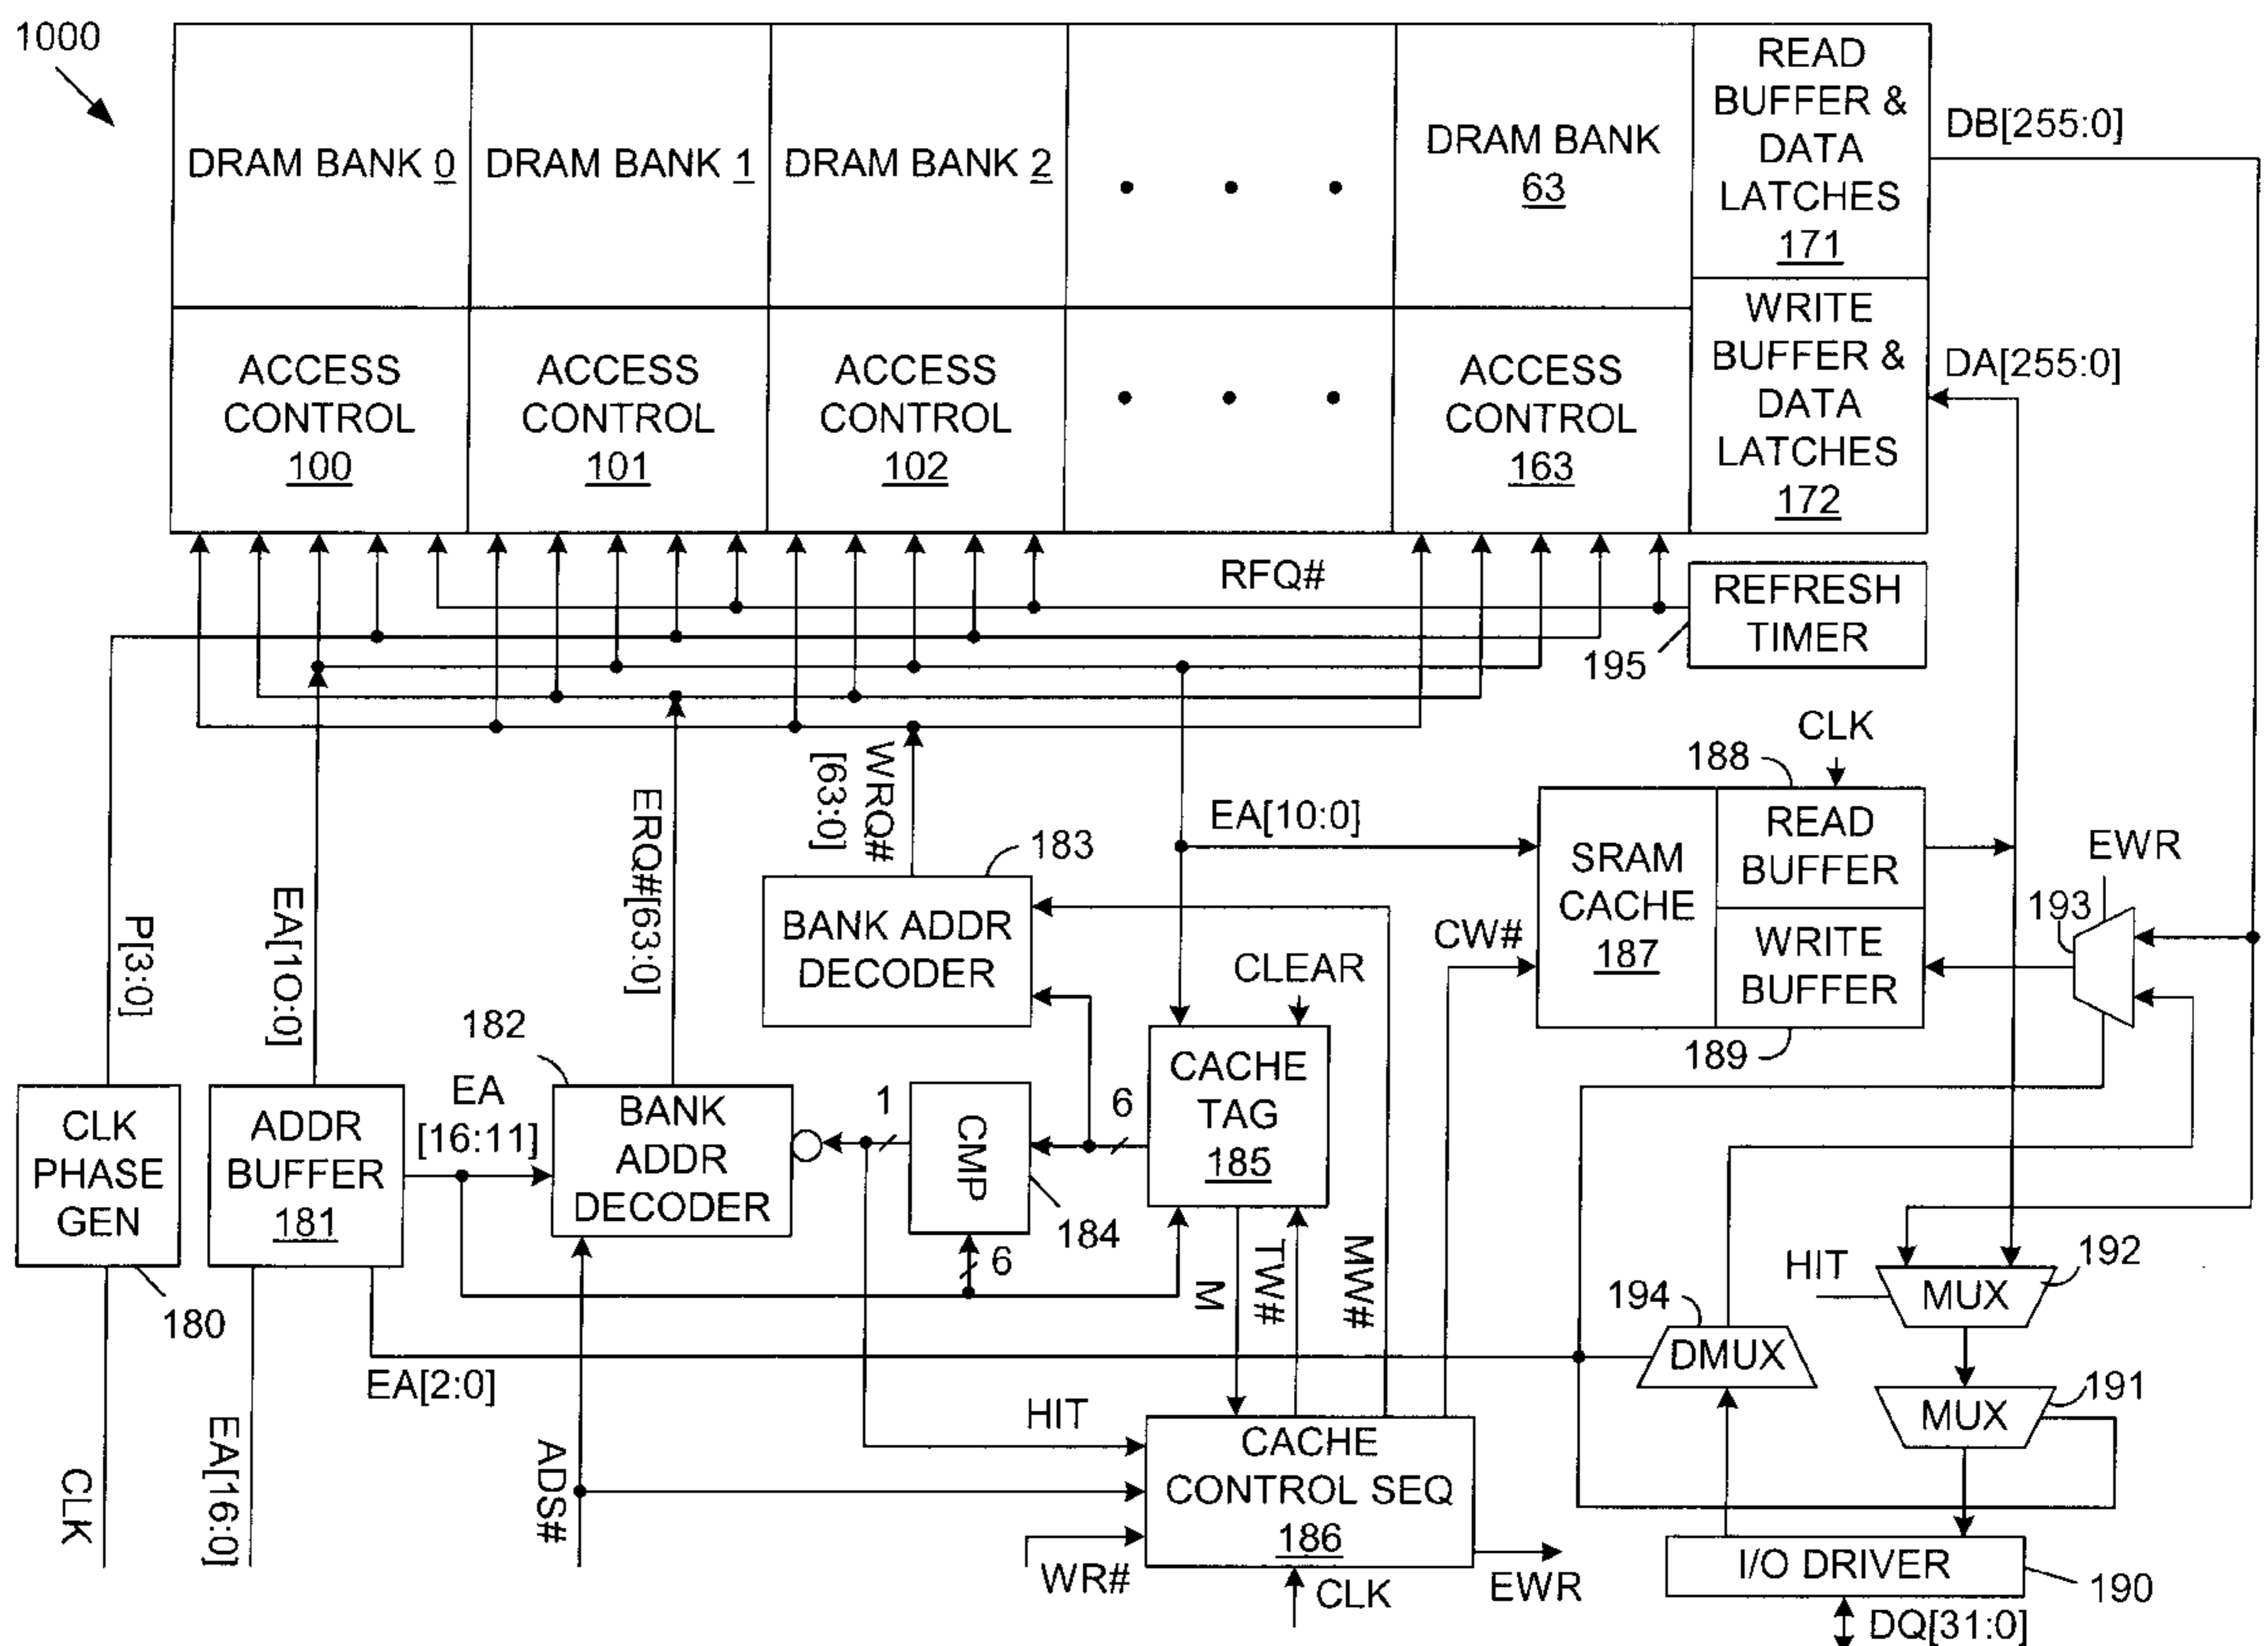 1000
DRAM BANK 0
DRAM BANK 1
DRAM BANK 2
DRAM BANK
63
READ
BUFFER &
DATA
LATCHES
171
DB[255:0]
ACCESS
CONTROL
100
ACCESS
CONTROL
101
ACCESS
CONTROL
102
ACCESS
CONTROL
163
WRITE
BUFFER &
DATA
LATCHES
172
DA[255:0]
RFQ#
REFRESH
TIMER
195
P[3:0]
EA[10:0]
ERQ#[63:0]
WRQ#
[63:0]
183
BANK ADDR
DECODER
EA[10:0]
CLK
188
SRAM
CACHE
187
READ
BUFFER
WRITE
BUFFER
189
CW#
EWR
193
CLEAR
CACHE
TAG
185
CLK
PHASE
GEN
180
ADDR
BUFFER
181
EA
[16:11]
182
BANK
ADDR
DECODER
1
CMP
184
6
6
M
TW#
MW#
HIT
MUX
192
194
DMUX
MUX
191
EA[2:0]
CLK
EA[16:0]
ADS#
HIT
CACHE
CONTROL SEQ
186
WR#
CLK
EWR
I/O DRIVER
190
DQ[31:0]